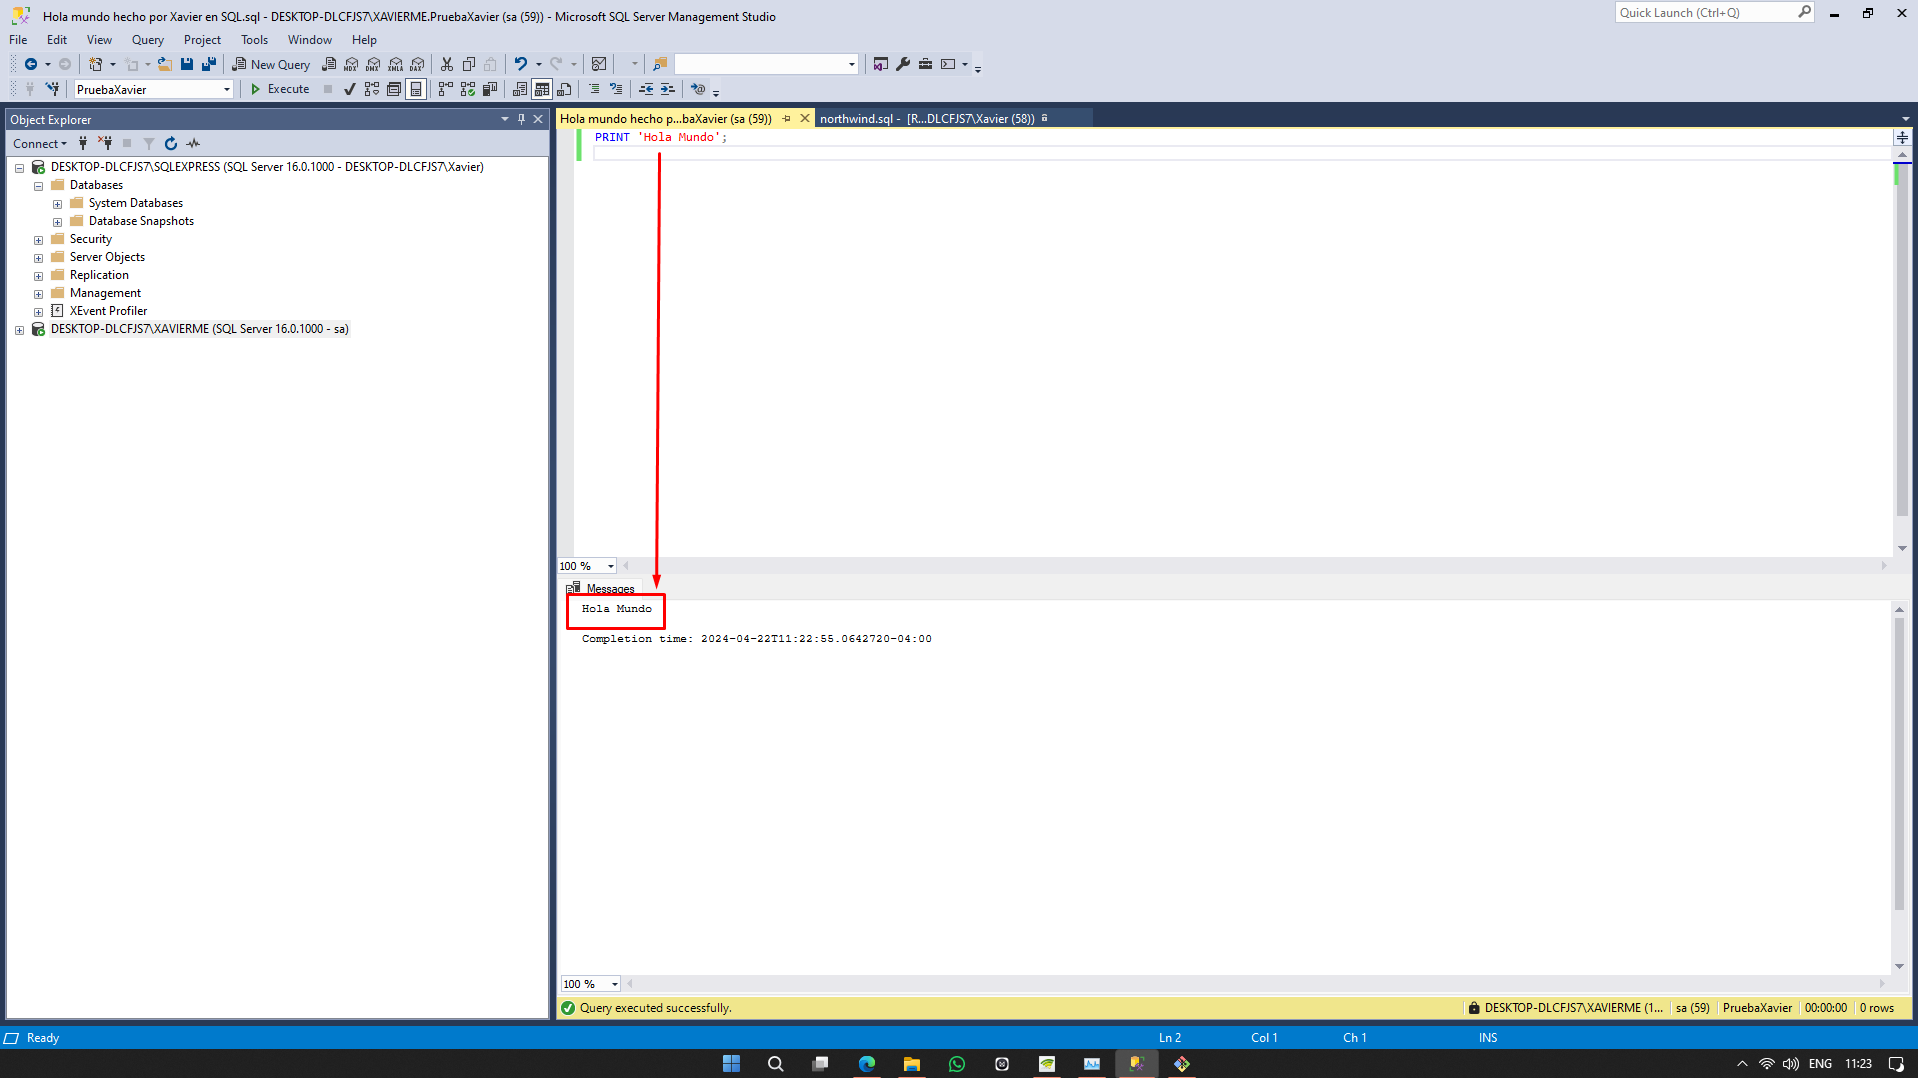 Hola mundo hecho por Xavier en SQL.sql - DESKTOP-DLCFJS7\XAVIERME.PruebaXavier (sa (59)) - Microsoft SQL Server Management Studio
Quick Launch (Ctrl+Q)
File Edit View Query Project Tools Window Help
New Query
MDX DMX XMLA DAX
PruebaXavier
Execute
Object Explorer
Connect
DESKTOP-DLCFJS7\SQLEXPRESS (SQL Server 16.0.1000 - DESKTOP-DLCFJS7\Xavier)
Databases
System Databases
Database Snapshots
Security
Server Objects
Replication
Management
XEvent Profiler
DESKTOP-DLCFJS7\XAVIERME (SQL Server 16.0.1000 - sa)
Hola mundo hecho p...baXavier (sa (59))
northwind.sql - [R...DLCFJS7\Xavier (58))
PRINT 'Hola Mundo';
100 %
Messages
Hola Mundo
Completion time: 2024-04-22T11:22:55.0642720-04:00
100 %
Query executed successfully.
DESKTOP-DLCFJS7\XAVIERME (1... sa (59) PruebaXavier 00:00:00 0 rows
Ready
Ln 2 Col 1 Ch 1 INS
ENG 11:23